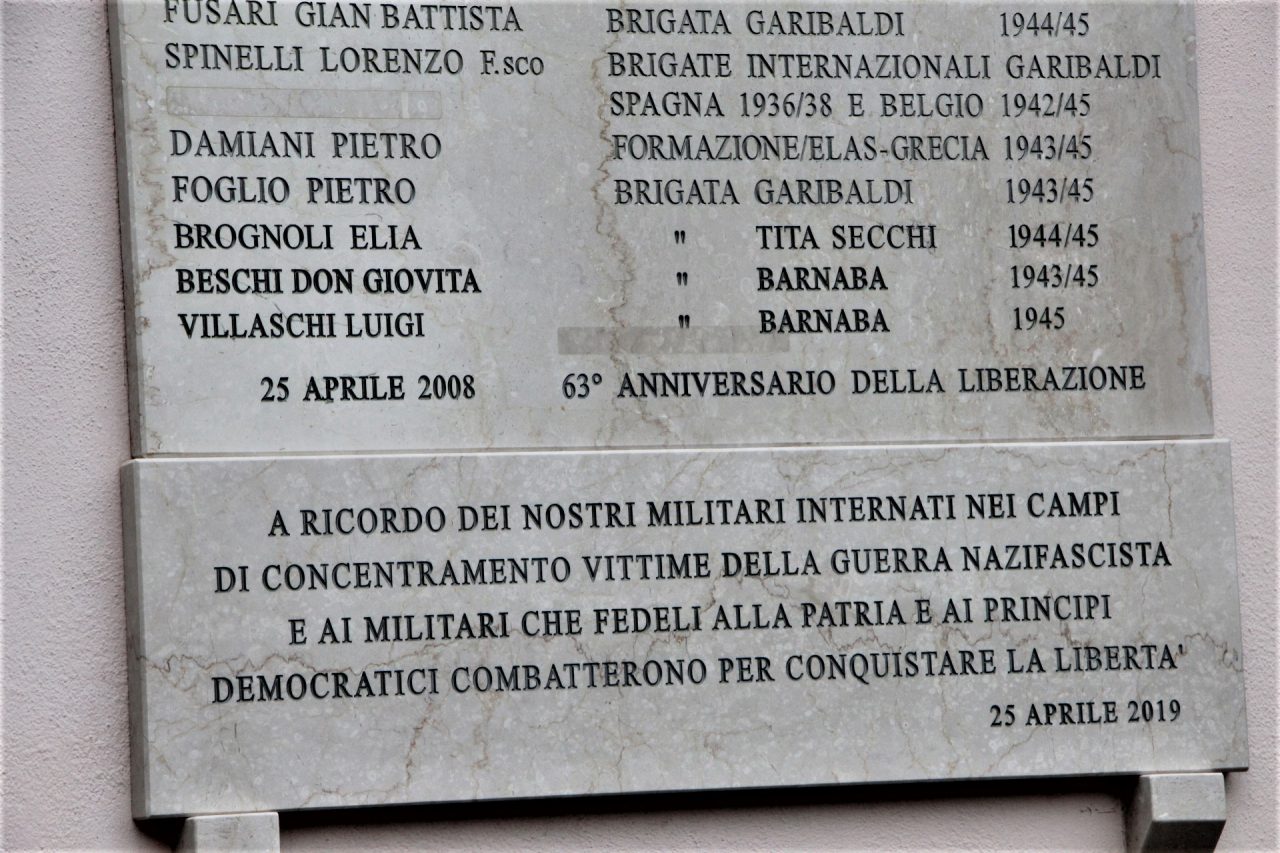 FUSARI GIAN BATTISTA BRIGATA GARIBALDI 1944/45
SPINELLI LORENZO F.sco BRIGATE INTERNAZIONALI GARIBALDI
SPAGNA 1936/38 E BELGIO 1942/45
DAMIANI PIETRO FORMAZIONE/ELAS-GRECIA 1943/45
FOGLIO PIETRO BRIGATA GARIBALDI 1943/45
BROGNOLI ELIA " TITA SECCHI 1944/45
BESCHI DON GIOVITA " BARNABA 1943/45
VILLASCHI LUIGI " BARNABA 1945
25 APRILE 2008 63° ANNIVERSARIO DELLA LIBERAZIONE
A RICORDO DEI NOSTRI MILITARI INTERNATI NEI CAMPI
DI CONCENTRAMENTO VITTIME DELLA GUERRA NAZIFASCISTA
E AI MILITARI CHE FEDELI ALLA PATRIA E AI PRINCIPI
DEMOCRATICI COMBATTERONO PER CONQUISTARE LA LIBERTA'
25 APRILE 2019